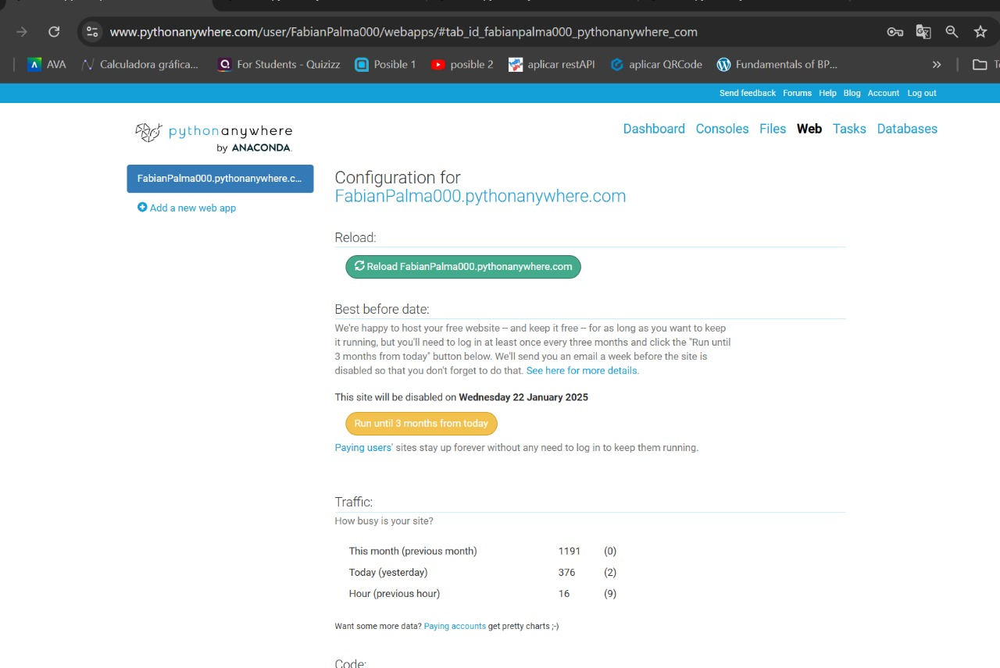 www.pythonanywhere.com/user/FabianPalma000/webapps/#tab_id_fabianpalma000_pythonanywhere_com
AVA
Calculadora gráfica...
For Students - Quizizz
Posible 1
posible 2
aplicar restAPI
aplicar QRCode
Fundamentals of BP...
Send feedback Forums Help Blog Account Log out
pythonanywhere
by ANACONDA.
Dashboard Consoles Files Web Tasks Databases
FabianPalma000.pythonanywhere.c...
Add a new web app
Configuration for
FabianPalma000.pythonanywhere.com
Reload:
Reload FabianPalma000.pythonanywhere.com
Best before date:
We're happy to host your free website -- and keep it free -- for as long as you want to keep
it running, but you'll need to log in at least once every three months and click the "Run until
3 months from today" button below. We'll send you an email a week before the site is
disabled so that you don't forget to do that. See here for more details.
This site will be disabled on Wednesday 22 January 2025
Run until 3 months from today
Paying users' sites stay up forever without any need to log in to keep them running.
Traffic:
How busy is your site?
This month (previous month) 1191 (0)
Today (yesterday) 376 (2)
Hour (previous hour) 16 (9)
Want some more data? Paying accounts get pretty charts ;-)
Code: